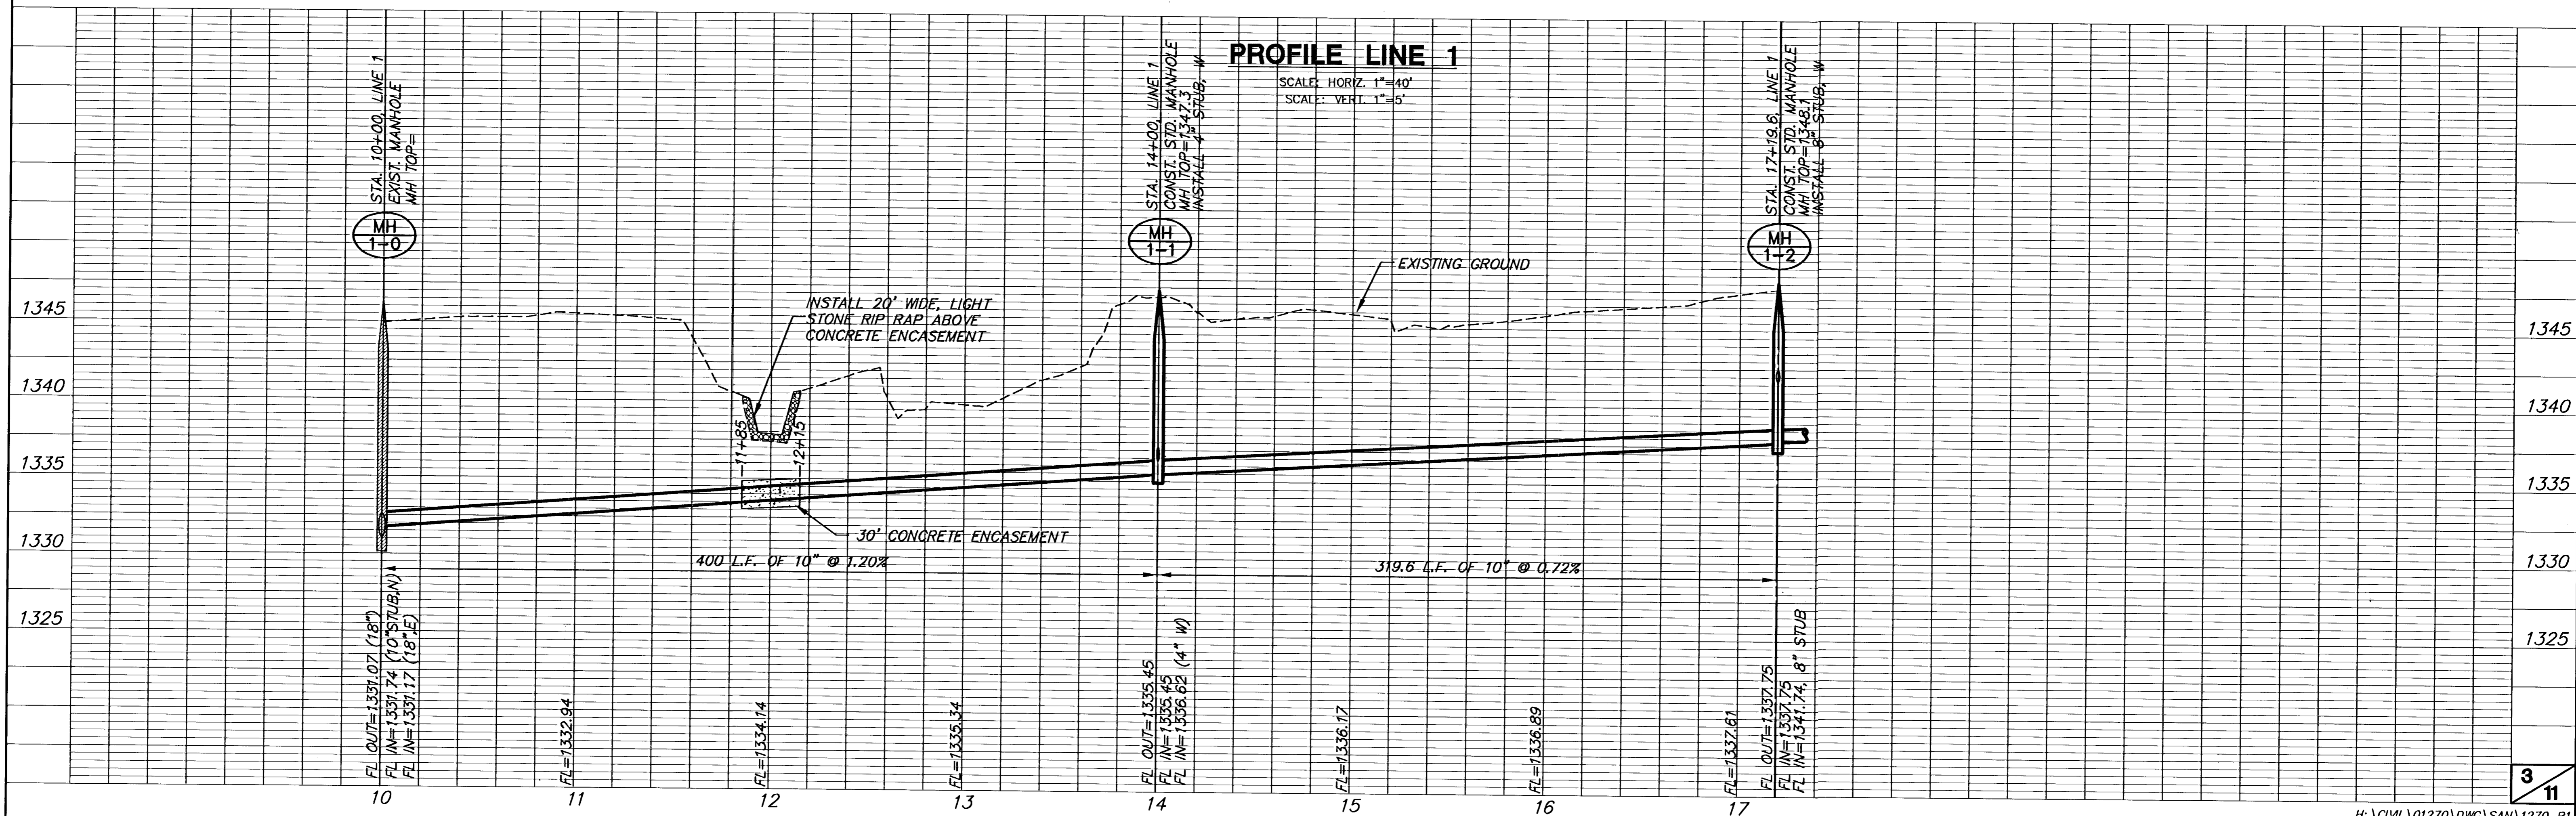 PROFILE LINE 1
SCALE: HORIZ. 1"=40'
SCALE: VERT. 1"=5'
STA. 10+00, LINE 1
EXIST. MANHOLE
MH TOP=
MH
1-0
STA. 14+00, LINE 1
CONST. STD. MANHOLE
MH TOP=1347.3
INSTALL 4" STUB, W
MH
1-1
STA. 17+19.6, LINE 1
CONST. STD. MANHOLE
MH TOP=1348.1
INSTALL 8" STUB, W
MH
1-2
EXISTING GROUND
INSTALL 20' WIDE, LIGHT
STONE RIP RAP ABOVE
CONCRETE ENCASEMENT
1345
1340
1335
1330
1325
1345
1340
1335
1330
1325
11+85
12+15
30' CONCRETE ENCASEMENT
400 L.F. OF 10" @ 1.20%
319.6 L.F. OF 10" @ 0.72%
FL OUT=1331.07 (18")
FL IN=1331.74 (10"STUB,N)
FL IN=1331.17 (18",E)
FL=1332.94
FL=1334.14
FL=1335.34
FL OUT=1335.45
FL IN=1335.45
FL IN=1336.62 (4" W)
FL=1336.17
FL=1336.89
FL=1337.61
FL OUT=1337.75
FL IN=1337.75
FL IN=1341.74, 8" STUB
10
11
12
13
14
15
16
17
3
11
H:\CIVIL\01270\DWG\SAN\1270-P1